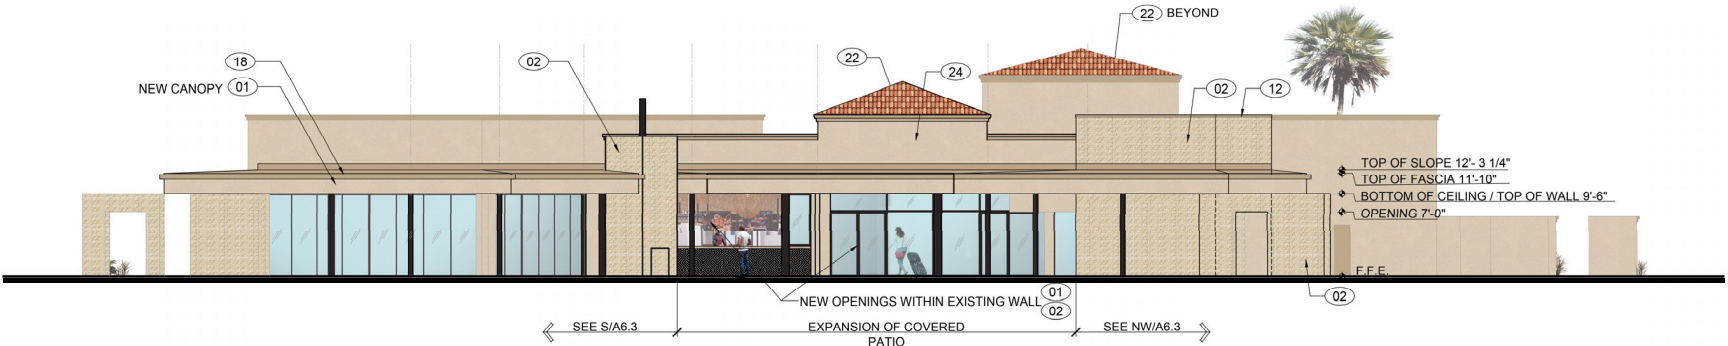 22 BEYOND
18
02
22
24
NEW CANOPY 01
02
12
TOP OF SLOPE 12'- 3 1/4"
TOP OF FASCIA 11'-10"
BOTTOM OF CEILING / TOP OF WALL 9'-6"
OPENING 7'-0"
F.F.E.
NEW OPENINGS WITHIN EXISTING WALL 01
02
02
SEE S/A6.3
EXPANSION OF COVERED
PATIO
SEE NW/A6.3